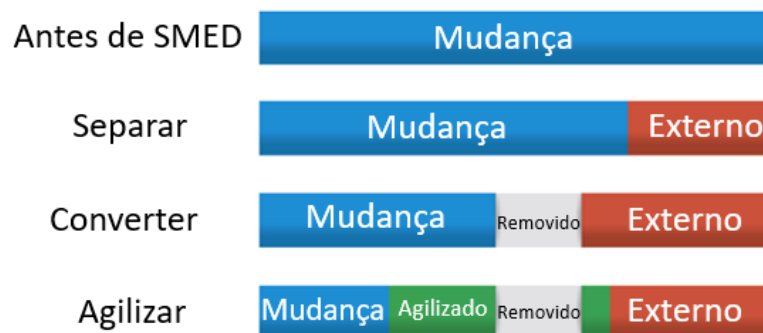 Antes de SMED Mudança
Separar Mudança Externo
Converter Mudança Removido Externo
Agilizar Mudança Agilizado Removido Externo